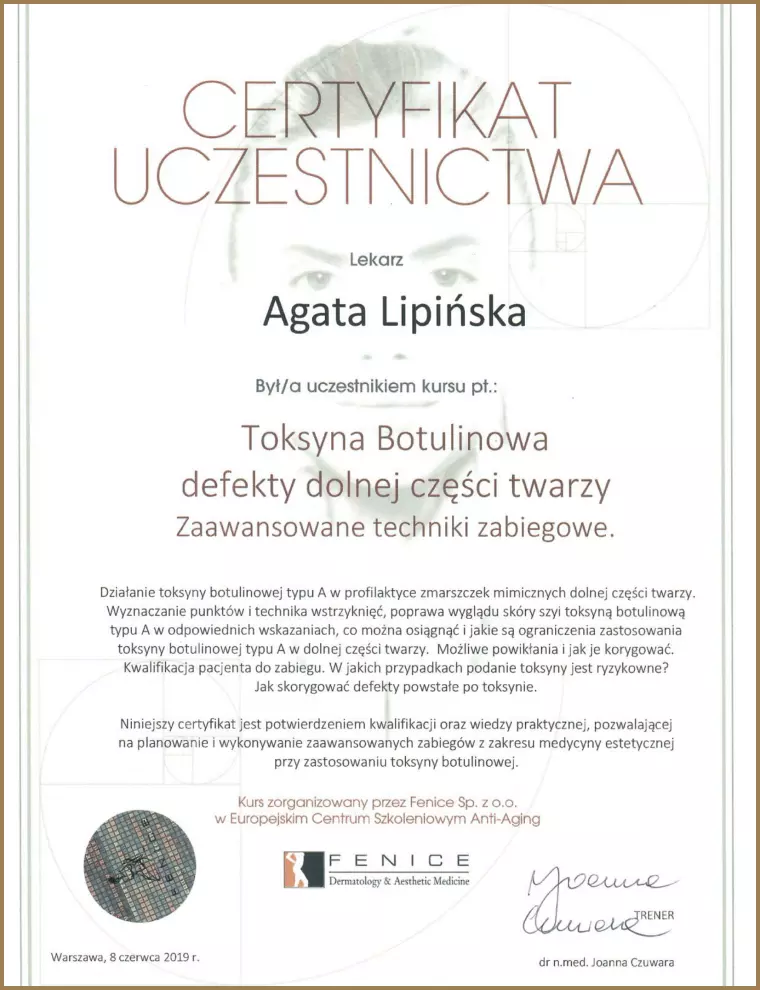 CERTYFIKAT
UCZESTNICTWA
Lekarz
Agata Lipińska
Był/a uczestnikiem kursu pt.:
Toksyna Botulinowa
defekty dolnej części twarzy
Zaawansowane techniki zabiegowe.
Działanie toksyny botulinowej typu A w profilaktyce zmarszczek mimicznych dolnej części twarzy.
Wyznaczanie punktów i technika wstrzyknięć, poprawa wyglądu skóry szyi toksyną botulinową
typu A w odpowiednich wskazaniach, co można osiągnąć i jakie są ograniczenia zastosowania
toksyny botulinowej typu A w dolnej części twarzy. Możliwe powikłania i jak je korygować.
Kwalifikacja pacjenta do zabiegu. W jakich przypadkach podanie toksyny jest ryzykowne?
Jak skorygować defekty powstałe po toksynie.
Niniejszy certyfikat jest potwierdzeniem kwalifikacji oraz wiedzy praktycznej, pozwalającej
na planowanie i wykonywanie zaawansowanych zabiegów z zakresu medycyny estetycznej
przy zastosowaniu toksyny botulinowej.
Kurs zorganizowany przez Fenice Sp. z o.o.
w Europejskim Centrum Szkoleniowym Anti-Aging
FENICE
Dermatology & Aesthetic Medicine
Joanna
Czuwara
TRENER
Warszawa, 8 czerwca 2019 r.
dr n.med. Joanna Czuwara